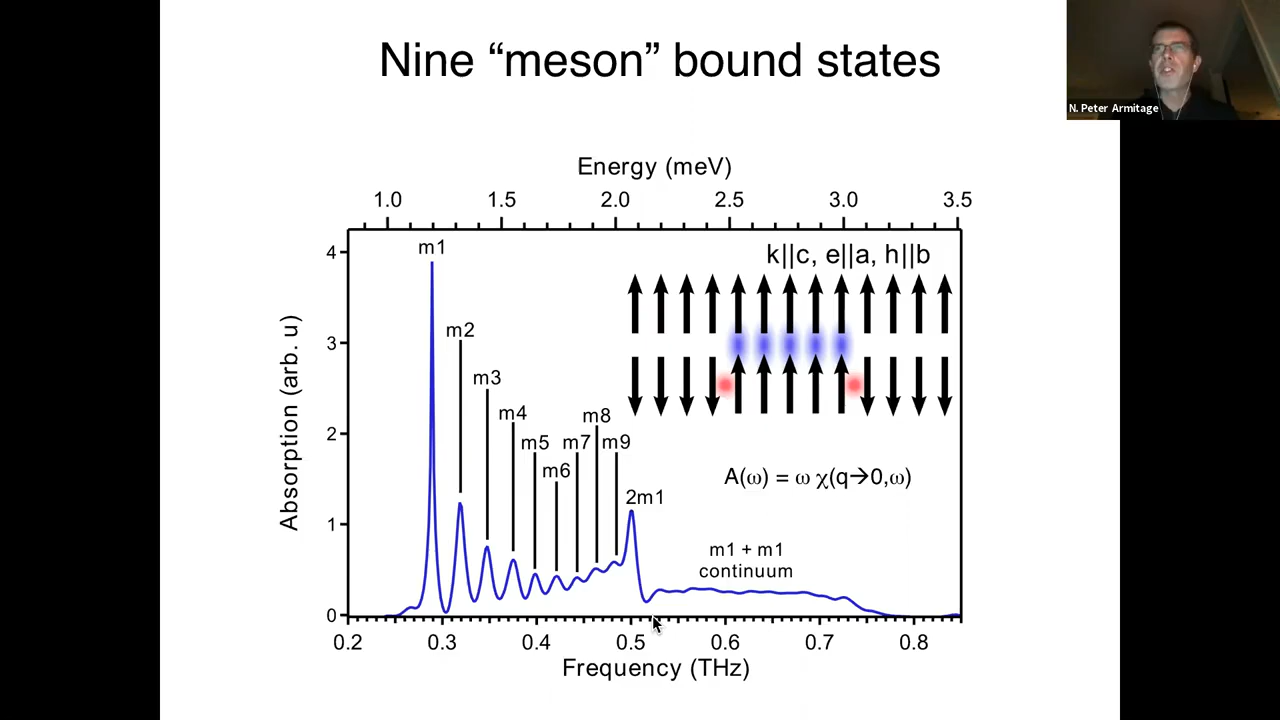 Nine “meson” bound states
N. Peter Armitage
Energy (meV)
1.0 1.5 2.0 2.5 3.0 3.5
k||c, e||a, h||b
m1
m2
m3
m4
m5
m6
m7
m8
m9
2m1
A(ω) = ω χ(q→0,ω)
m1 + m1
continuum
Absorption (arb. u)
4
3
2
1
0
0.2 0.3 0.4 0.5 0.6 0.7 0.8
Frequency (THz)